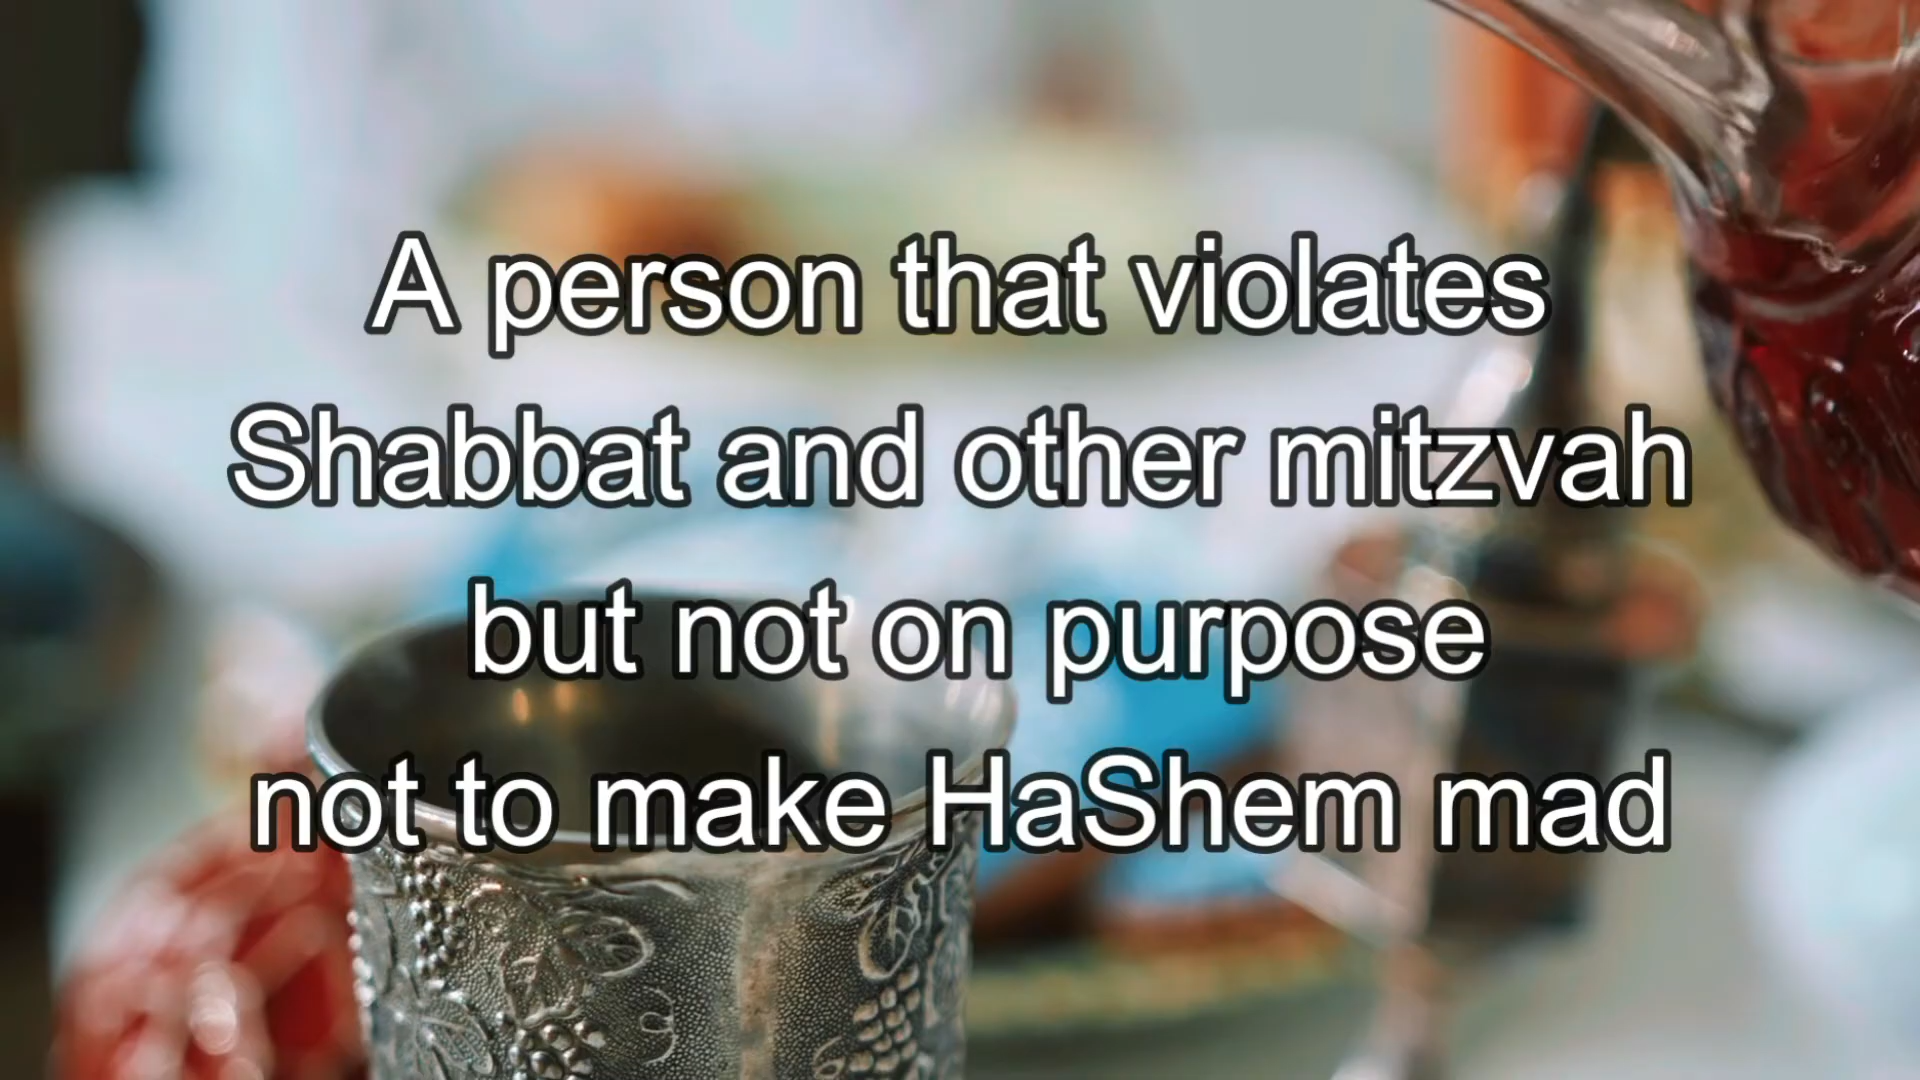 A person that violates
Shabbat and other mitzvah
but not on purpose
not to make HaShem mad